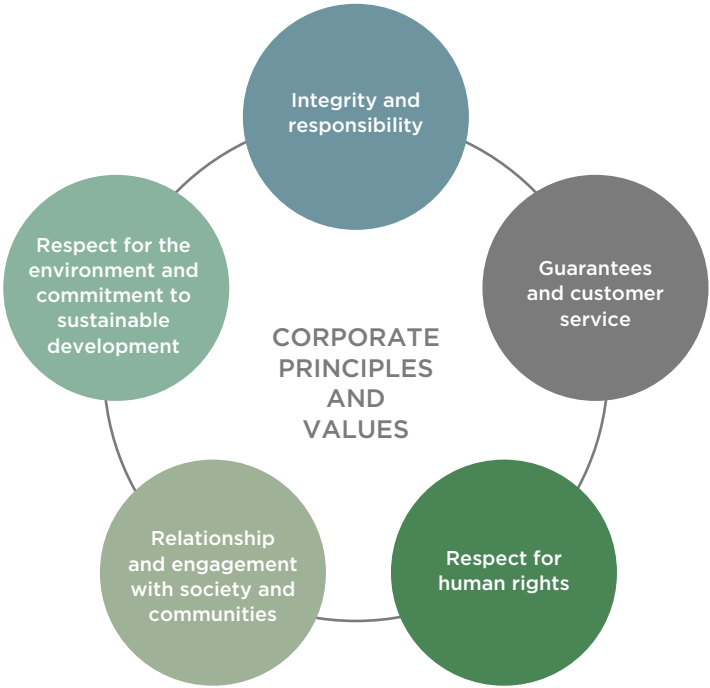 Integrity and
responsibility
Guarantees
and customer
service
Respect for
human rights
Relationship
and engagement
with society and
communities
Respect for the
environment and
commitment to
sustainable
development
CORPORATE
PRINCIPLES
AND
VALUES